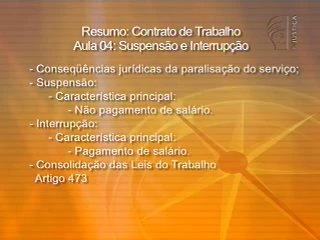 Resumo: Contrato de Trabalho
Aula 04: Suspensão e Interrupção
JUSTIÇA
- Conseqüências jurídicas da paralisação do serviço;
- Suspensão:
- Característica principal:
- Não pagamento de salário.
- Interrupção:
- Característica principal:
- Pagamento de salário.
- Consolidação das Leis do Trabalho
Artigo 473